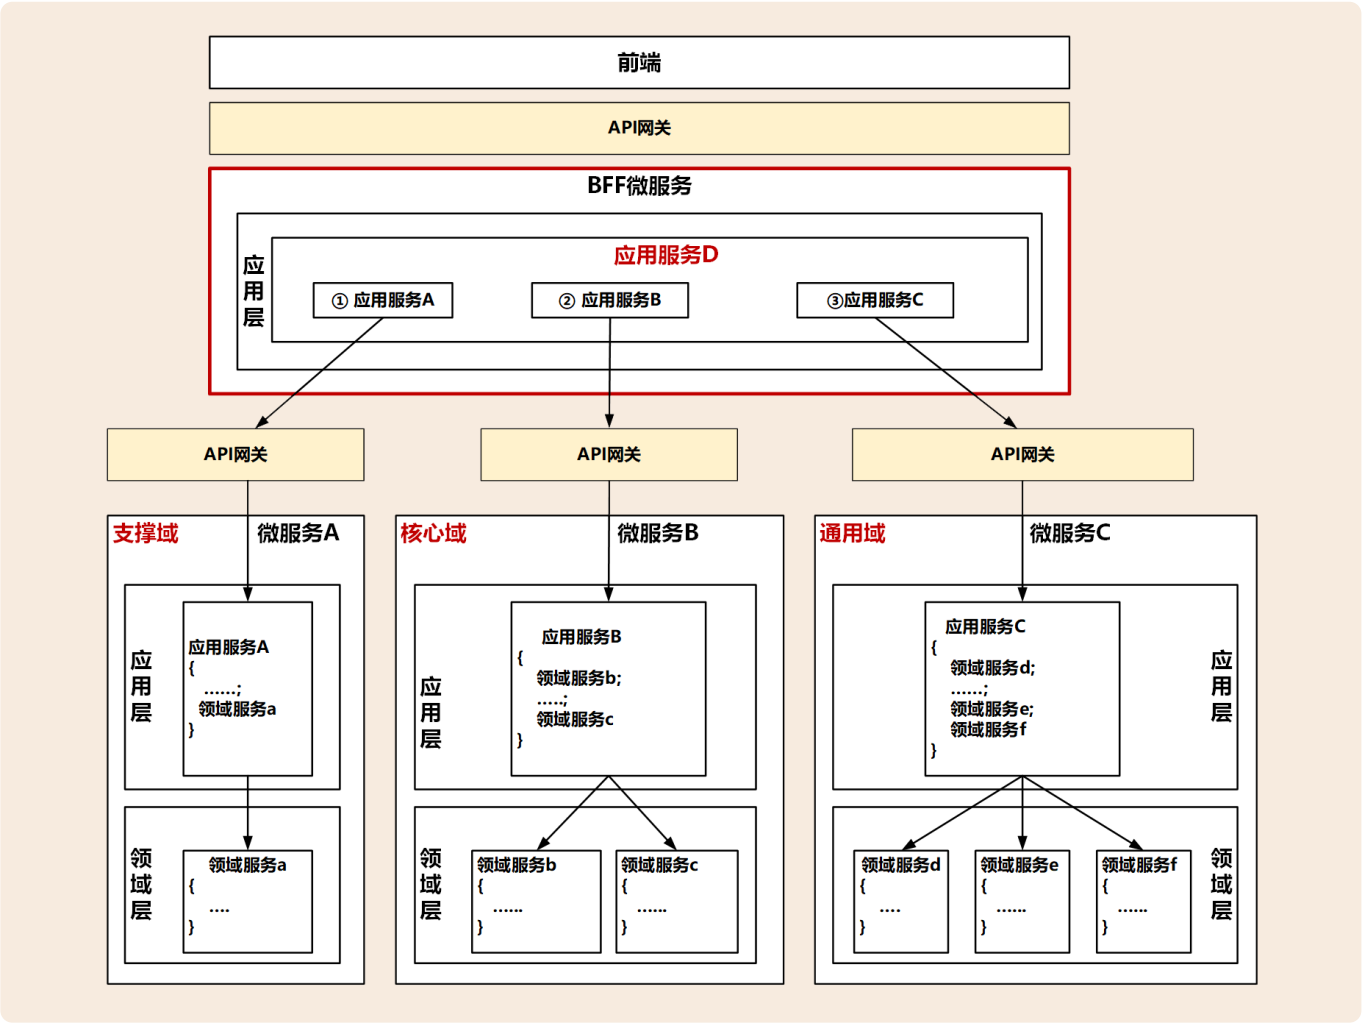 前端
API网关
BFF微服务
应用层
应用服务D
① 应用服务A
② 应用服务B
③应用服务C
API网关
API网关
API网关
支撑域
微服务A
应用层
应用服务A
{
......;
领域服务a
}
领域层
领域服务a
{
....
}
核心域
微服务B
应用层
应用服务B
{
领域服务b;
.....;
领域服务c
}
领域层
领域服务b
{
......
}
领域服务c
{
......
}
通用域
微服务C
应用层
应用服务C
{
领域服务d;
......;
领域服务e;
领域服务f
}
领域层
领域服务d
{
....
}
领域服务e
{
......
}
领域服务f
{
......
}